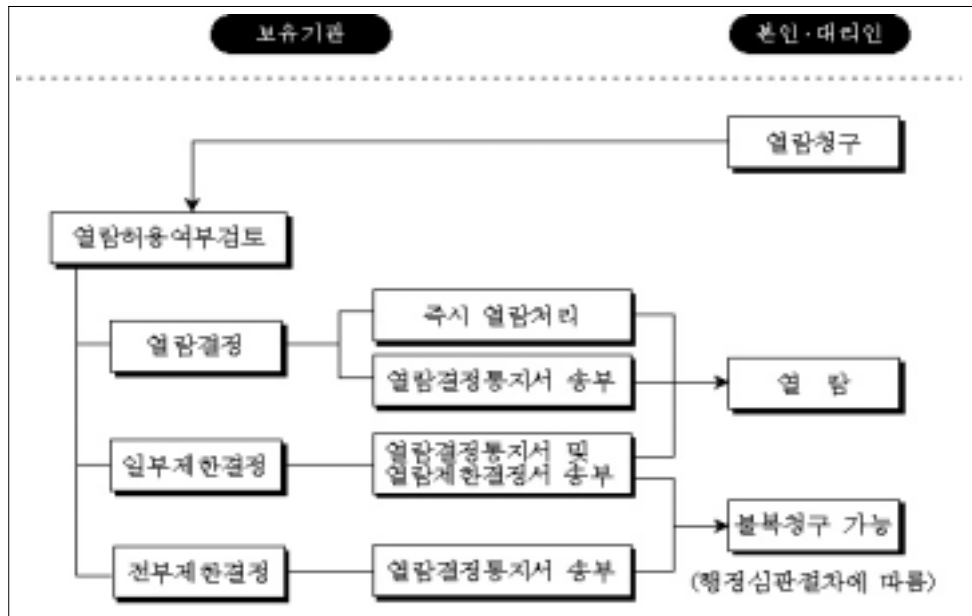 보유기관
본인·대리인
열람청구
열람허용여부검토
열람결정
즉시 열람처리
열람결정통지서 송부
열 람
일부제한결정
열람결정통지서 및
열람제한결정서 송부
불복청구 가능
(행정심판절차에 따름)
전부제한결정
열람결정통지서 송부